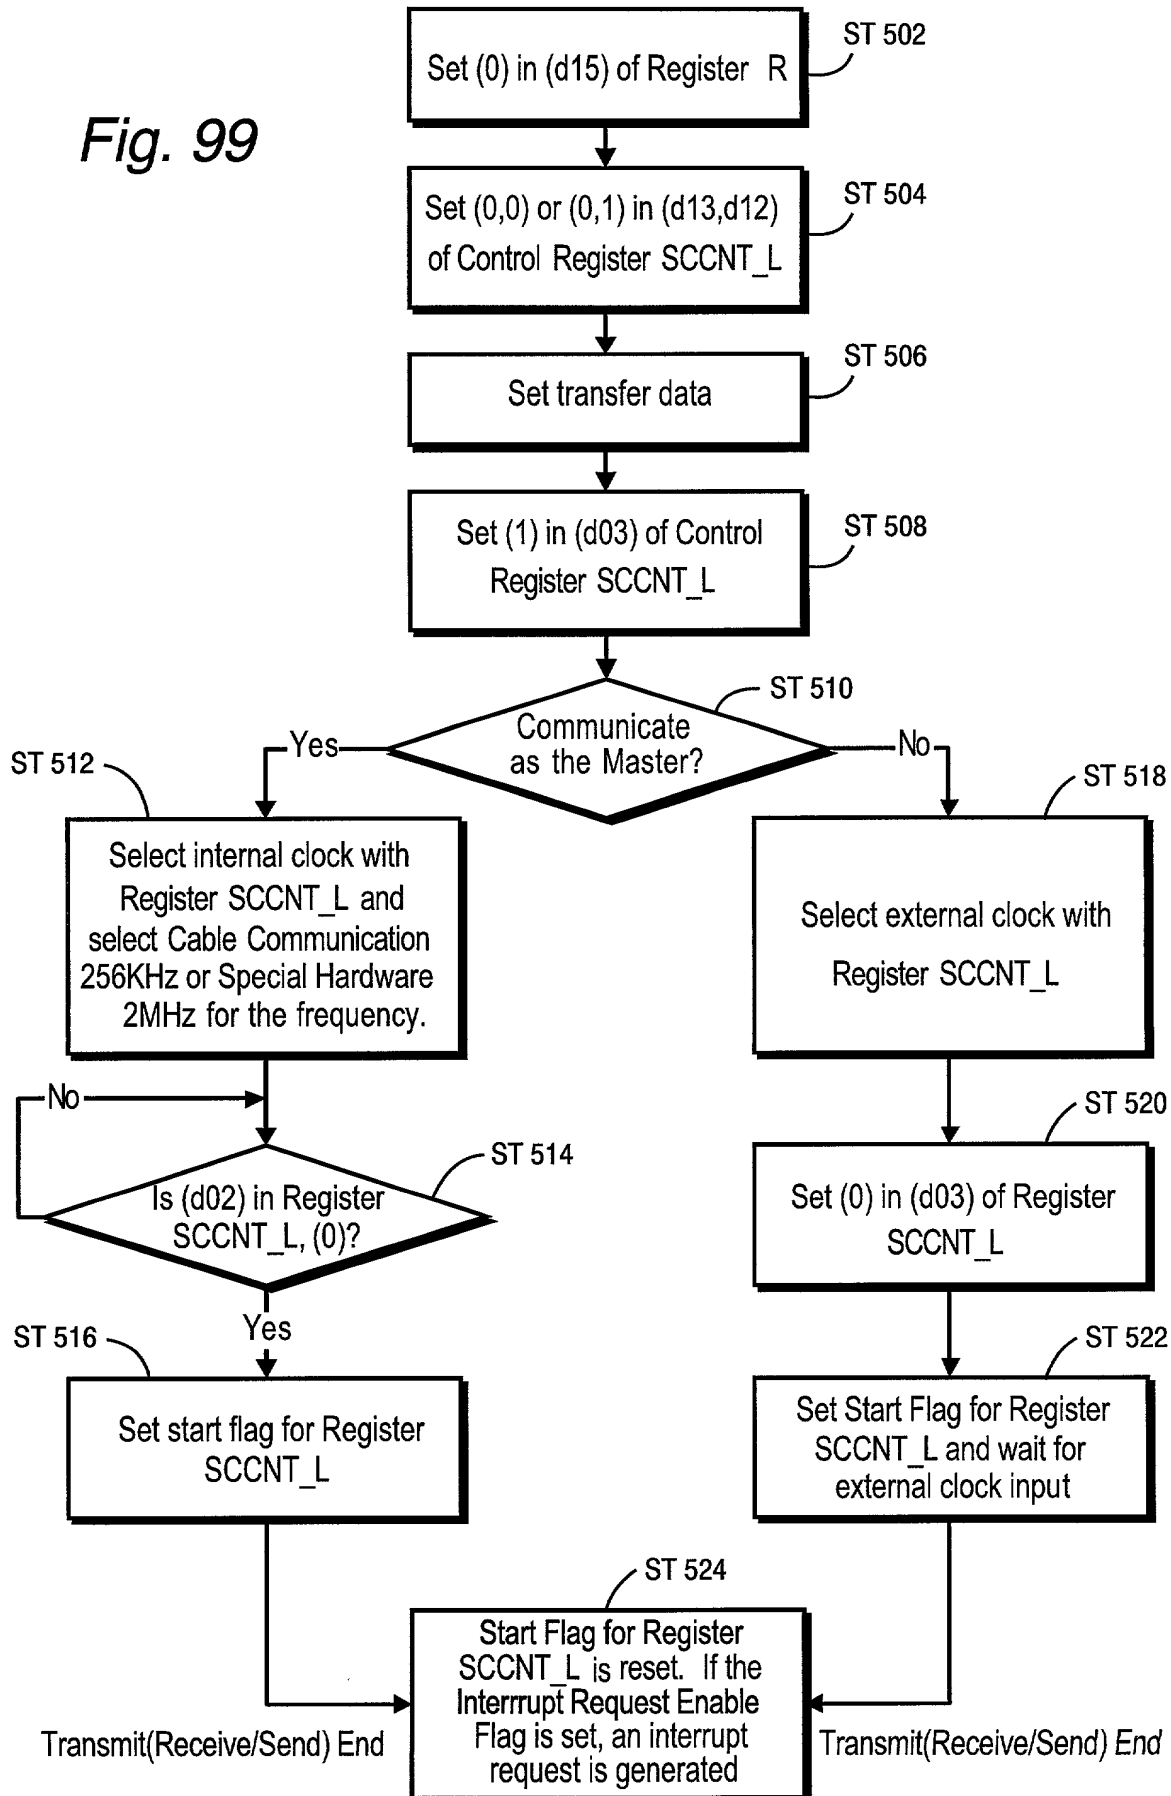 Fig. 99
Set (0) in (d15) of Register R
ST 502
Set (0,0) or (0,1) in (d13,d12)
of Control Register SCCNT_L
ST 504
Set transfer data
ST 506
Set (1) in (d03) of Control
Register SCCNT_L
ST 508
Communicate
as the Master?
ST 510
Yes
No
ST 512
Select internal clock with
Register SCCNT_L and
select Cable Communication
256KHz or Special Hardware
2MHz for the frequency.
ST 518
Select external clock with
Register SCCNT_L
No
Is (d02) in Register
SCCNT_L, (0)?
ST 514
Yes
ST 520
Set (0) in (d03) of Register
SCCNT_L
ST 516
Set start flag for Register
SCCNT_L
ST 522
Set Start Flag for Register
SCCNT_L and wait for
external clock input
ST 524
Start Flag for Register
SCCNT_L is reset. If the
Interrrupt Request Enable
Flag is set, an interrupt
request is generated
Transmit(Receive/Send) End
Transmit(Receive/Send) End